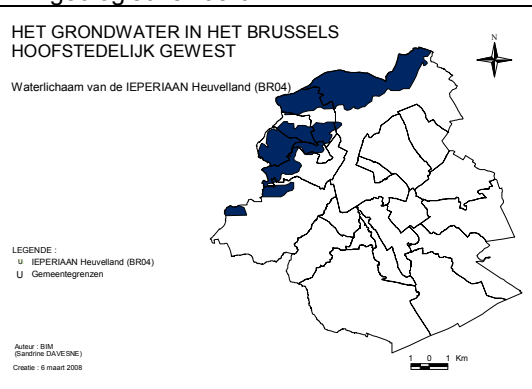 HET GRONDWATER IN HET BRUSSELS
HOOFSTEDELIJK GEWEST
N
Waterlichaam van de IEPERIAAN Heuvelland (BR04)
LEGENDE :
u IEPERIAAN Heuvelland (BR04)
U Gemeentegrenzen
Auteur : BIM
(Sandrine DAVESNE)
Creatie : 6 maart 2008
1 0 1 Km